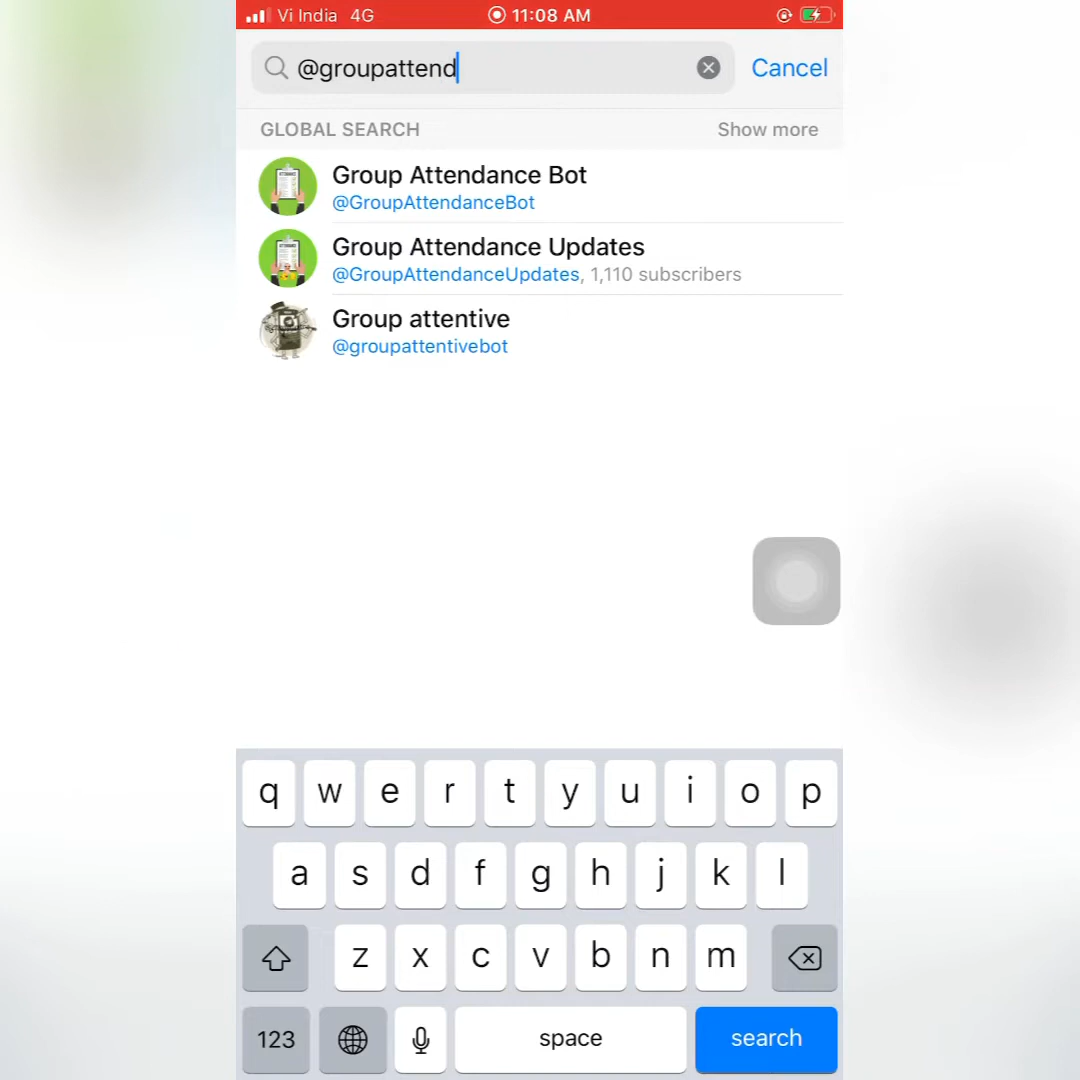 Vi India 4G 11:08 AM
@groupattend Cancel
GLOBAL SEARCH Show more
Group Attendance Bot
@GroupAttendanceBot
Group Attendance Updates
@GroupAttendanceUpdates, 1,110 subscribers
Group attentive
@groupattentivebot
q w e r t y u i o p
a s d f g h j k l
z x c v b n m
123 space search